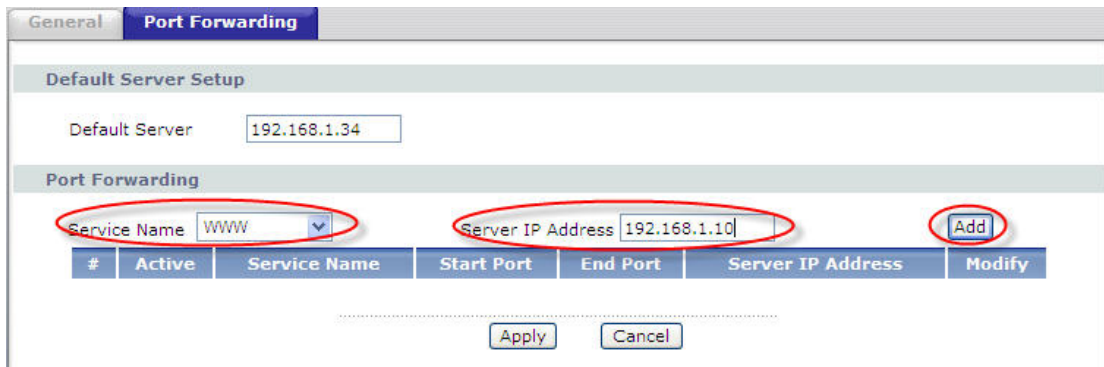 General Port Forwarding
Default Server Setup
Default Server 192.168.1.34
Port Forwarding
Service Name WWW Server IP Address 192.168.1.10 Add
# Active Service Name Start Port End Port Server IP Address Modify
Apply Cancel